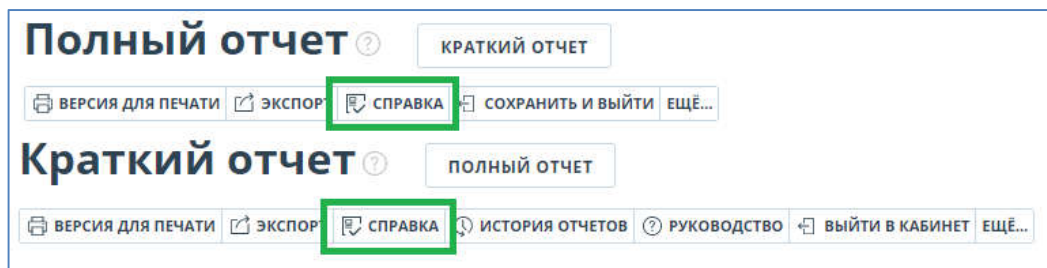 Полный отчет ? КРАТКИЙ ОТЧЕТ
ВЕРСИЯ ДЛЯ ПЕЧАТИ ЭКСПОРТ СПРАВКА СОХРАНИТЬ И ВЫЙТИ ЕЩЁ...
Краткий отчет ? ПОЛНЫЙ ОТЧЕТ
ВЕРСИЯ ДЛЯ ПЕЧАТИ ЭКСПОРТ СПРАВКА ИСТОРИЯ ОТЧЕТОВ ? РУКОВОДСТВО ВЫЙТИ В КАБИНЕТ ЕЩЁ...